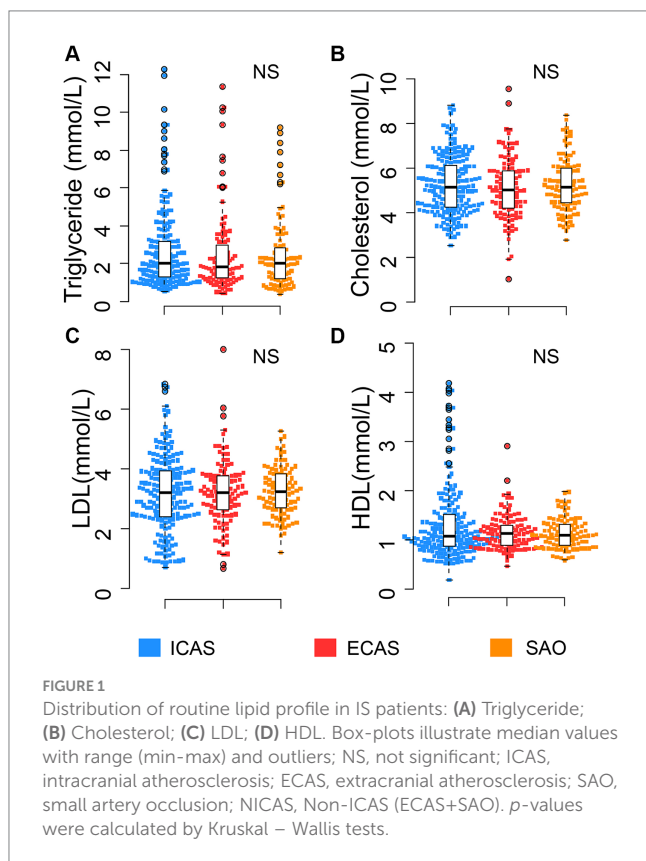 A
NS
Triglyceride (mmol/L)
12
10
8
6
4
2
0
B
NS
Cholesterol (mmol/L)
10
8
6
4
2
0
C
NS
LDL(mmol/L)
8
6
4
2
0
D
NS
HDL(mmol/L)
5
4
3
2
1
0
ICAS
ECAS
SAO
FIGURE 1
Distribution of routine lipid profile in IS patients: (A) Triglyceride;
(B) Cholesterol; (C) LDL; (D) HDL. Box-plots illustrate median values
with range (min-max) and outliers; NS, not significant; ICAS,
intracranial atherosclerosis; ECAS, extracranial atherosclerosis; SAO,
small artery occlusion; NICAS, Non-ICAS (ECAS+SAO). p-values
were calculated by Kruskal – Wallis tests.